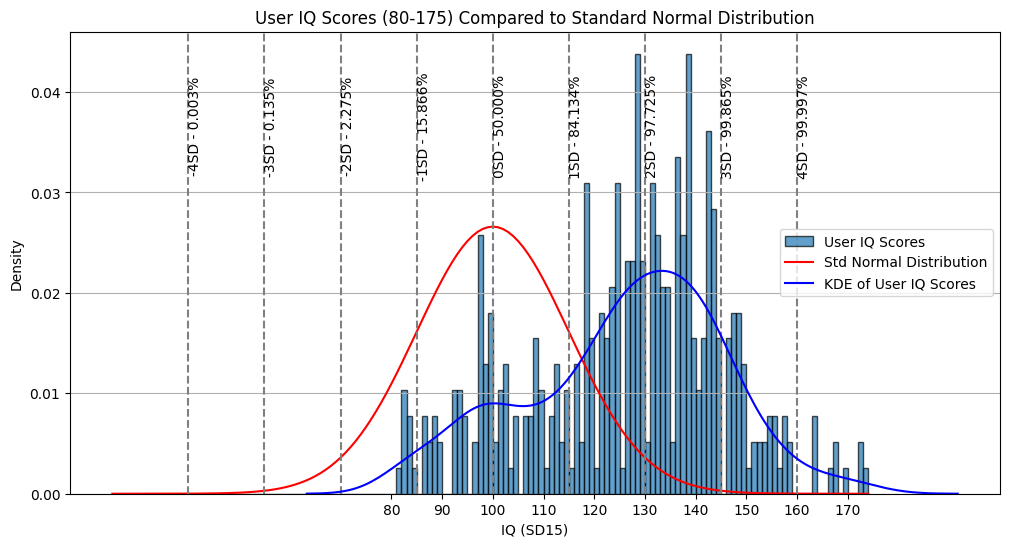 User IQ Scores (80-175) Compared to Standard Normal Distribution
Density
0.04
0.03
0.02
0.01
0.00
-4SD - 0.003%
-3SD - 0.135%
-2SD - 2.275%
-1SD - 15.866%
0SD - 50.000%
1SD - 84.134%
2SD - 97.725%
3SD - 99.865%
4SD - 99.997%
User IQ Scores
Std Normal Distribution
KDE of User IQ Scores
80 90 100 110 120 130 140 150 160 170
IQ (SD15)